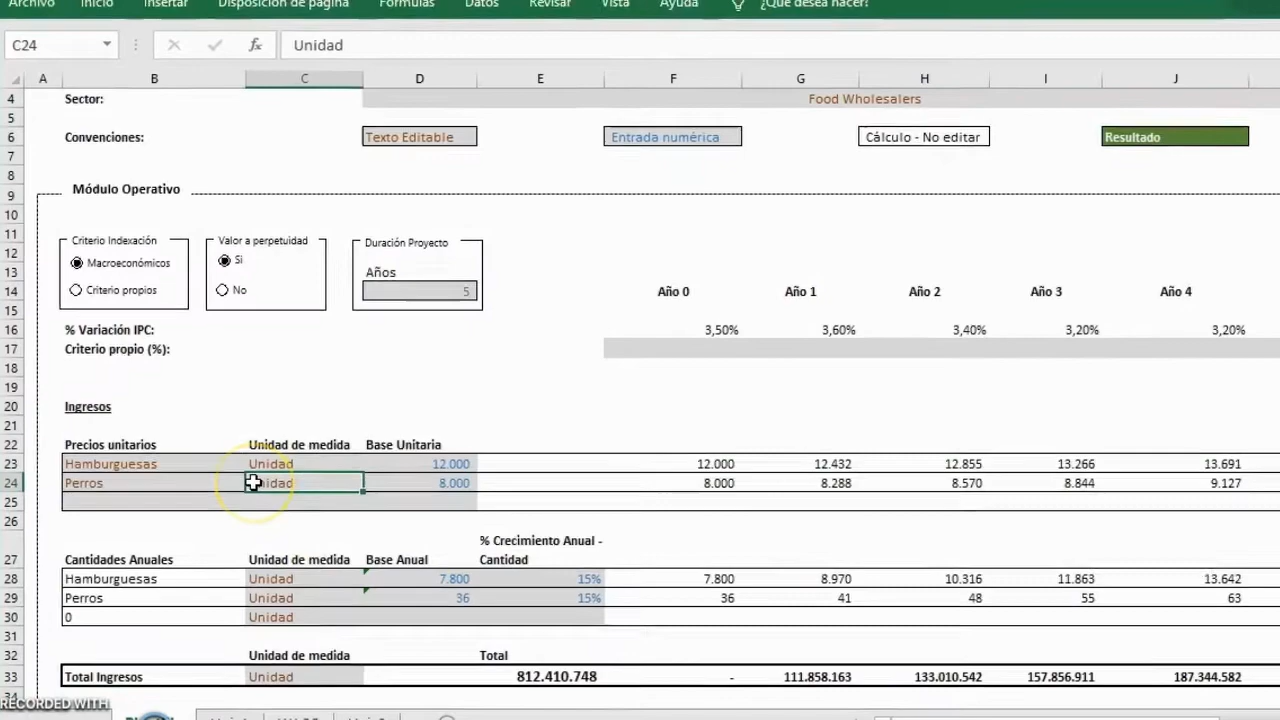 Archivo Inicio Insertar Disposición de página Fórmulas Datos Revisar Vista Ayuda ¿Qué desea hacer?
C24 fx Unidad
A B C D E F G H I J
4 Sector: Food Wholesalers
5
6 Convenciones: Texto Editable Entrada numérica Cálculo - No editar Resultado
7
8
9 Módulo Operativo
10
11 Criterio Indexación Valor a perpetuidad Duración Proyecto
12 Macroeconómicos Si
13 Años
14 Criterio propios No 5 Año 0 Año 1 Año 2 Año 3 Año 4
15
16 % Variación IPC: 3,50% 3,60% 3,40% 3,20% 3,20%
17 Criterio propio (%):
18
19
20 Ingresos
21
22 Precios unitarios Unidad de medida Base Unitaria
23 Hamburguesas Unidad 12.000 12.000 12.432 12.855 13.266 13.691
24 Perros Unidad 8.000 8.000 8.288 8.570 8.844 9.127
25
26
% Crecimiento Anual -
27 Cantidades Anuales Unidad de medida Base Anual Cantidad
28 Hamburguesas Unidad 7.800 15% 7.800 8.970 10.316 11.863 13.642
29 Perros Unidad 36 15% 36 41 48 55 63
30 0 Unidad
31
32 Unidad de medida Total
33 Total Ingresos Unidad 812.410.748 - 111.858.163 133.010.542 157.856.911 187.344.582
34
RECORDED WITH